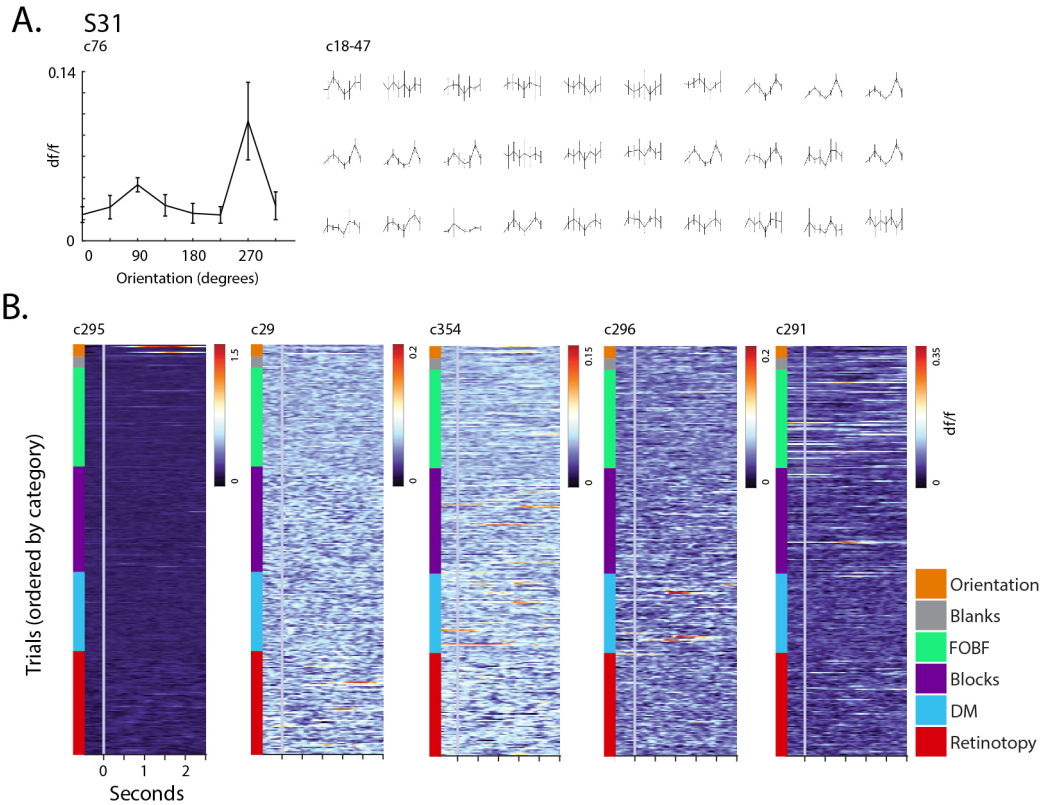 A.
S31
c76
c18-47
0.14
df/f
0
0 90 180 270
Orientation (degrees)
B.
c295
c29
c354
c296
c291
1.5
0
0.2
0
0.15
0
0.2
0
0.35
0
df/f
Trials (ordered by category)
0 1 2
Seconds
Orientation
Blanks
FOBF
Blocks
DM
Retinotopy